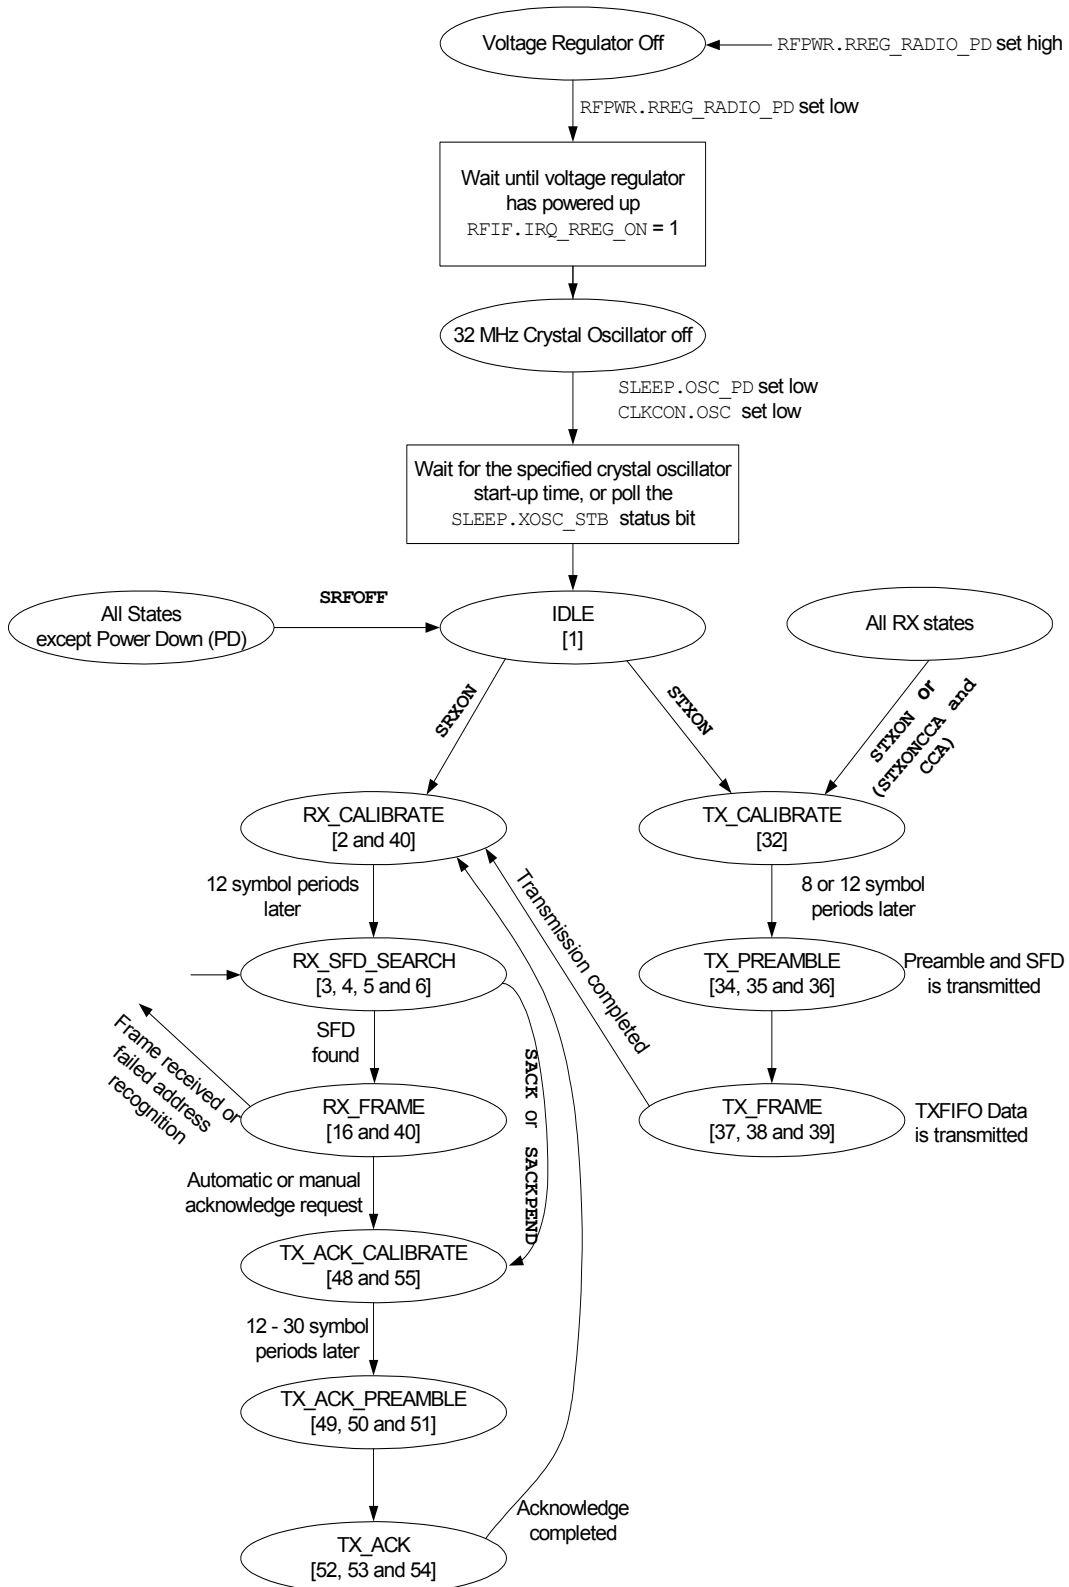 Voltage Regulator Off
RFPWR.RREG_RADIO_PD set high
RFPWR.RREG_RADIO_PD set low
Wait until voltage regulator
has powered up
RFIF.IRQ_RREG_ON = 1
32 MHz Crystal Oscillator off
SLEEP.OSC_PD set low
CLKCON.OSC set low
Wait for the specified crystal oscillator
start-up time, or poll the
SLEEP.XOSC_STB status bit
All States
except Power Down (PD)
SRFOFF
IDLE
[1]
All RX states
SRXON
STXON
STXON or
(STXONCCA and
CCA)
RX_CALIBRATE
[2 and 40]
TX_CALIBRATE
[32]
12 symbol periods
later
Transmission completed
8 or 12 symbol
periods later
RX_SFD_SEARCH
[3, 4, 5 and 6]
TX_PREAMBLE
[34, 35 and 36]
Preamble and SFD
is transmitted
Frame received or
failed address
recognition
SFD
found
SACK or SACKPEND
RX_FRAME
[16 and 40]
TX_FRAME
[37, 38 and 39]
TXFIFO Data
is transmitted
Automatic or manual
acknowledge request
TX_ACK_CALIBRATE
[48 and 55]
12 - 30 symbol
periods later
TX_ACK_PREAMBLE
[49, 50 and 51]
Acknowledge
completed
TX_ACK
[52, 53 and 54]